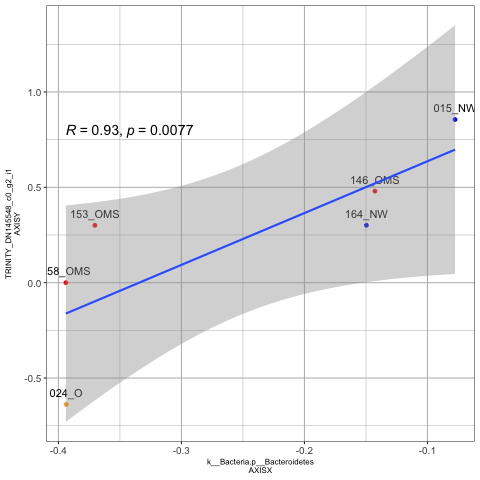 015_NW
R = 0.93, p = 0.0077
146_OMS
153_OMS
164_NW
58_OMS
024_O
1.0
0.5
0.0
-0.5
-0.4
-0.3
-0.2
-0.1
TRINITY_DN145548_c0_g2_i1
AXISY
k__Bacteria.p__Bacteroidetes
AXISX